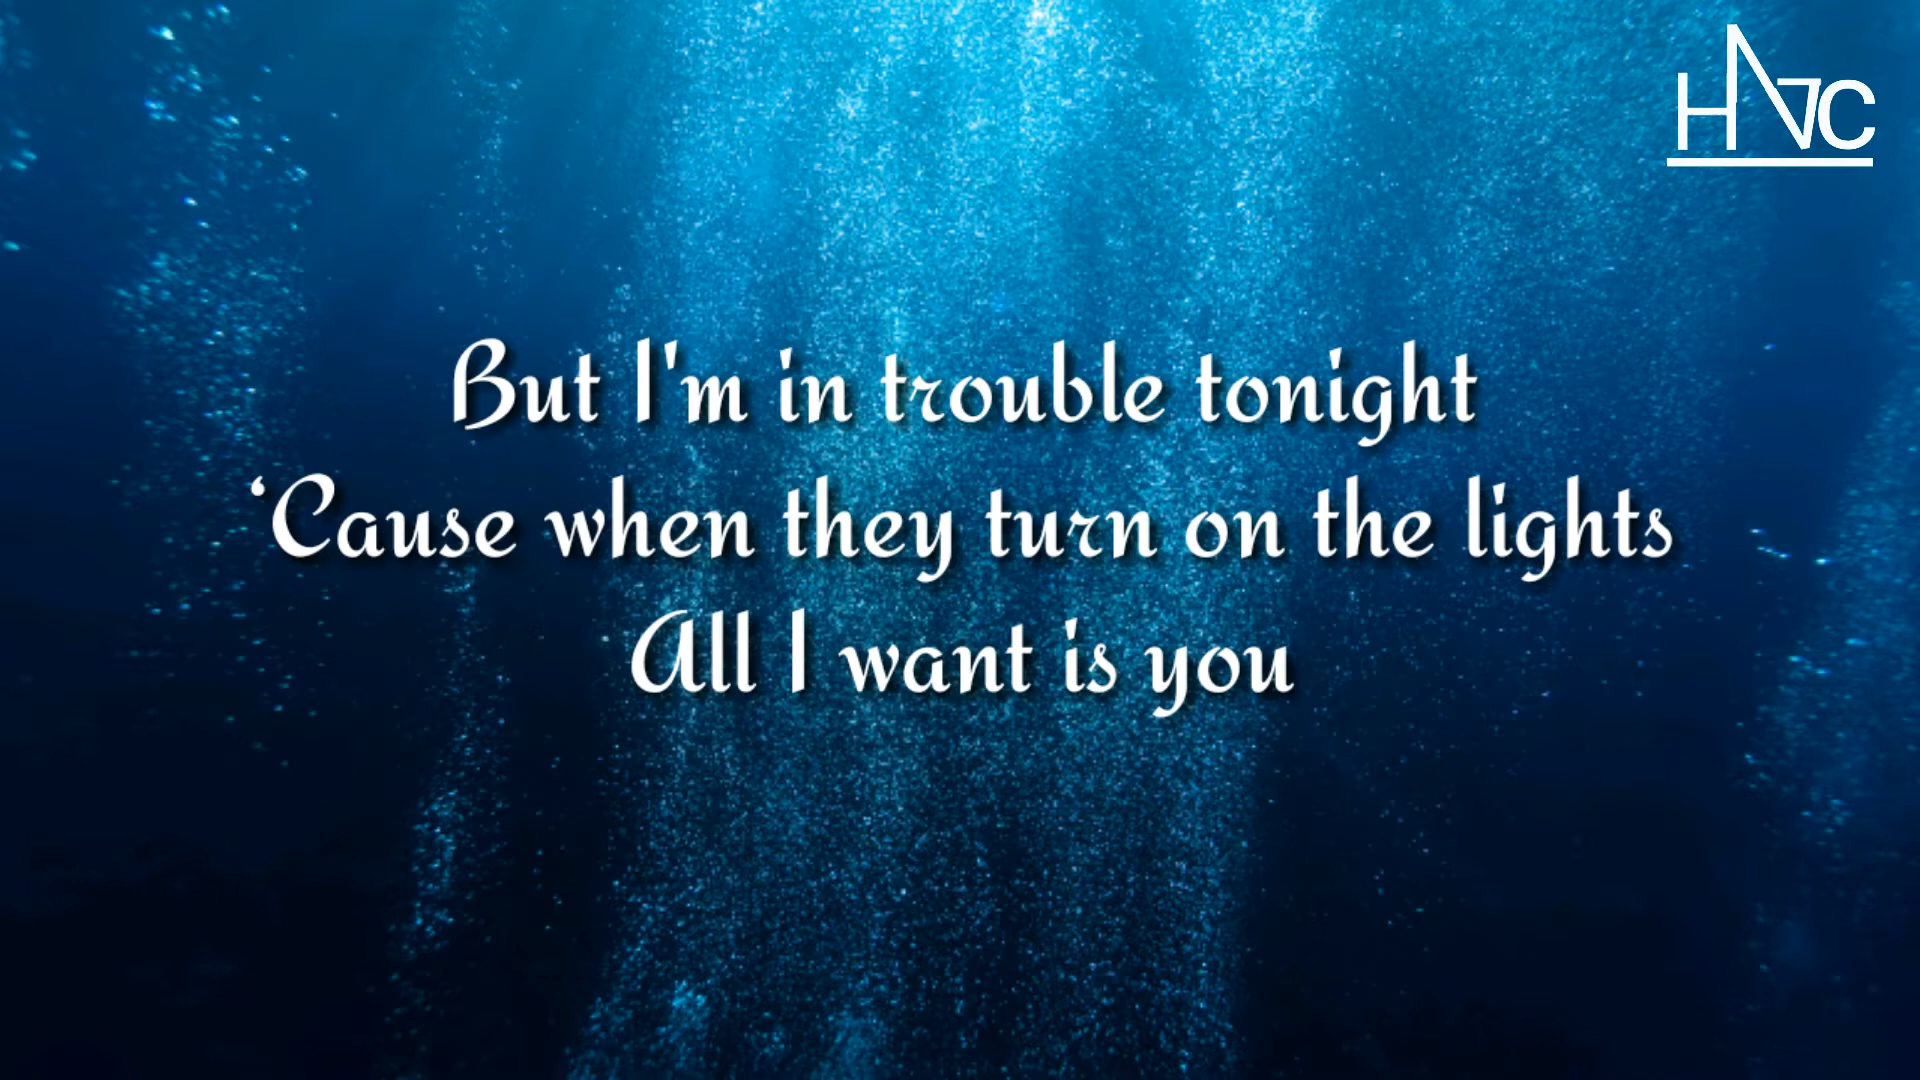 But I'm in trouble tonight
‘Cause when they turn on the lights
All I want is you